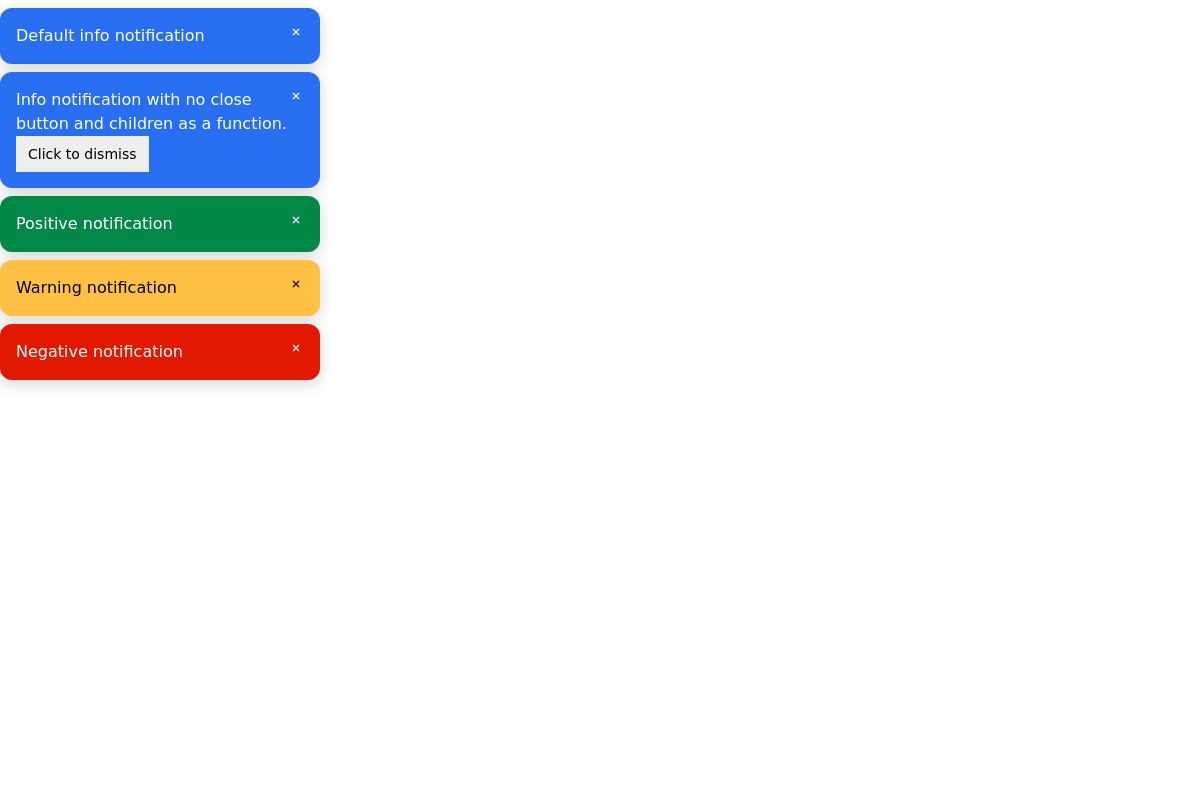 Default info notification ×
Info notification with no close ×
button and children as a function.
Click to dismiss
Positive notification ×
Warning notification ×
Negative notification ×